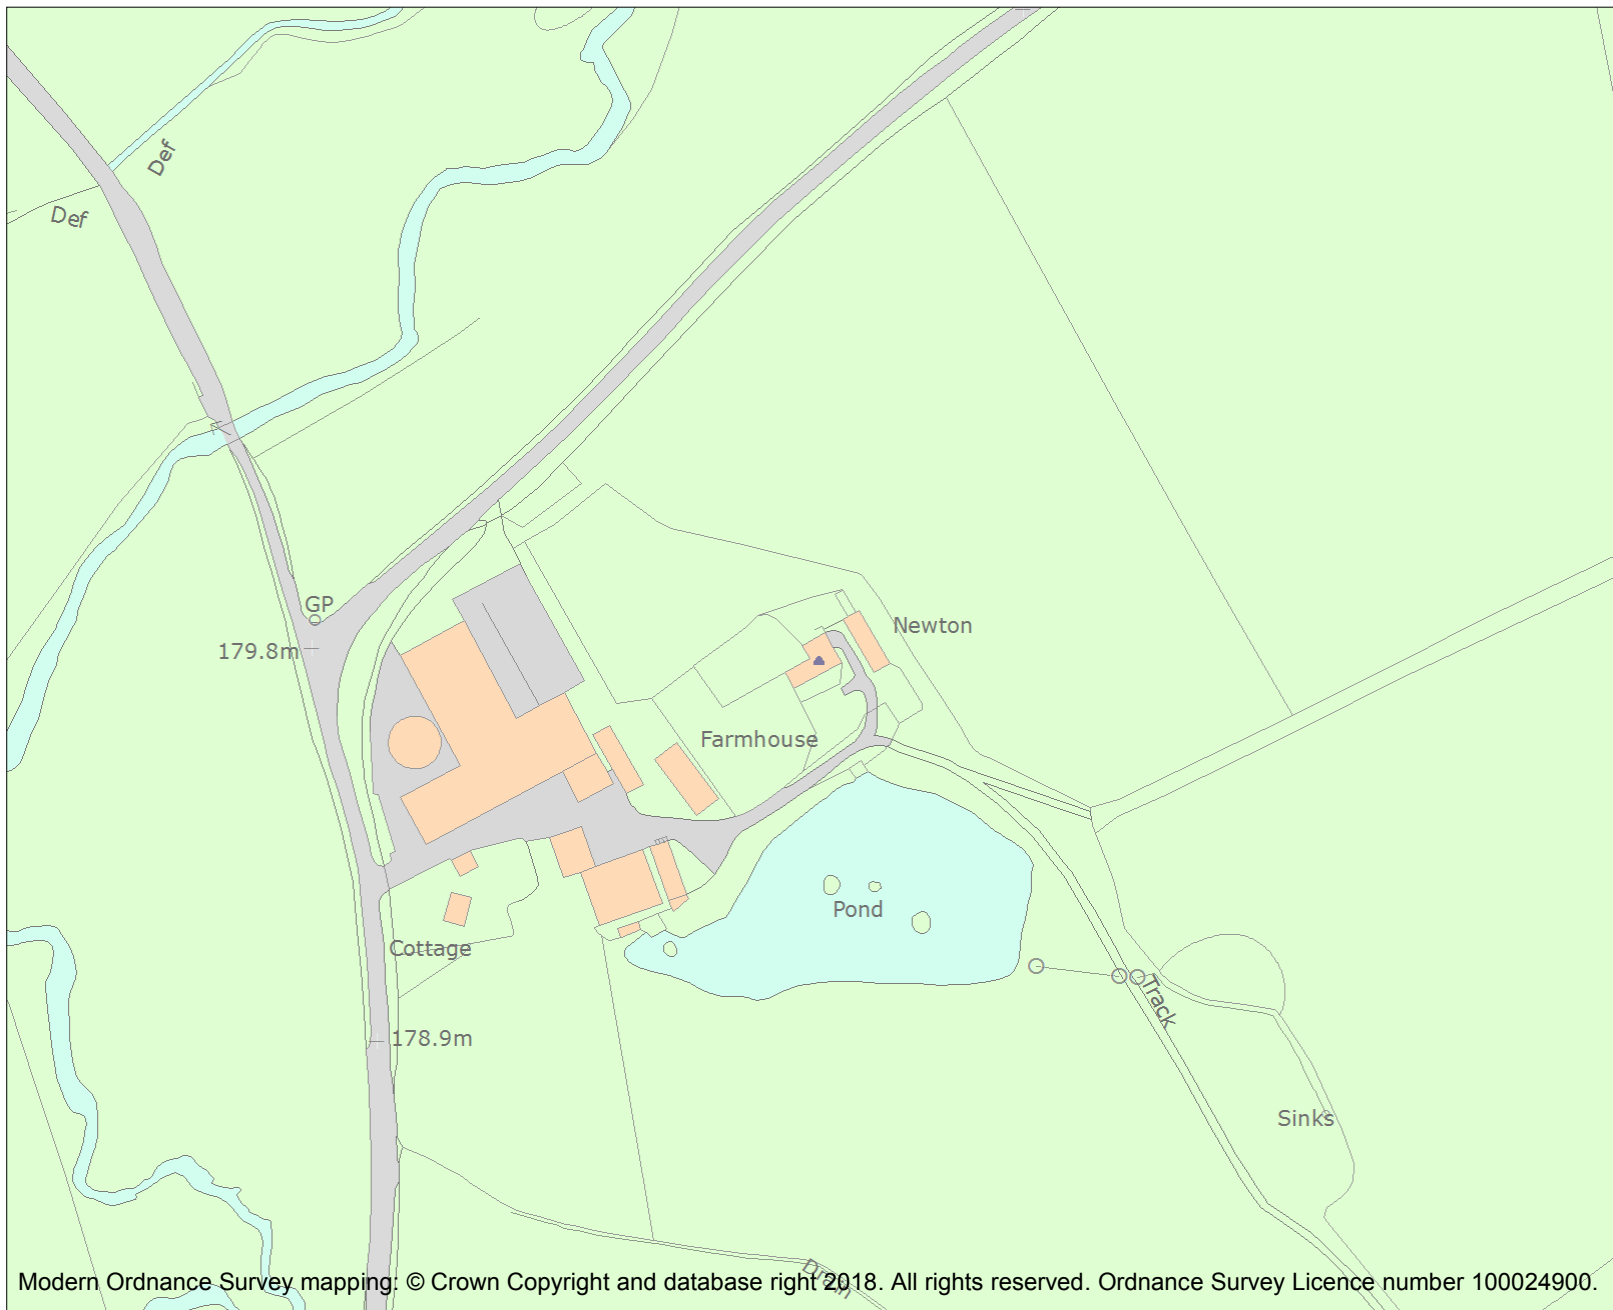 Def
Def
GP
Newton
179.8m
Farmhouse
Pond
Cottage
Track
178.9m
Sinks
Drain
Modern Ordnance Survey mapping: © Crown Copyright and database right 2018. All rights reserved. Ordnance Survey Licence number 100024900.